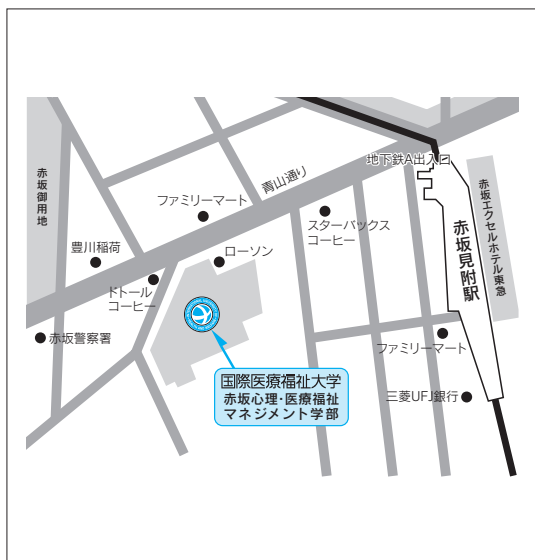 地下鉄A出入口
赤坂御用地
青山通り
赤坂エクセルホテル東急
ファミリーマート
スターバックス
コーヒー
赤坂見附駅
豊川稲荷
ローソン
ドトール
コーヒー
赤坂警察署
ファミリーマート
国際医療福祉大学
赤坂心理・医療福祉
マネジメント学部
三菱UFJ銀行